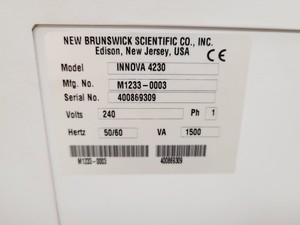 NEW BRUNSWICK SCIENTIFIC CO., INC.
Edison, New Jersey, USA CE
Model INNOVA 4230
Mfg. No. M1233-0003
Serial No. 400869309
Volts 240 Ph 1
Hertz 50/60 VA 1500
M1233-0003 400869309